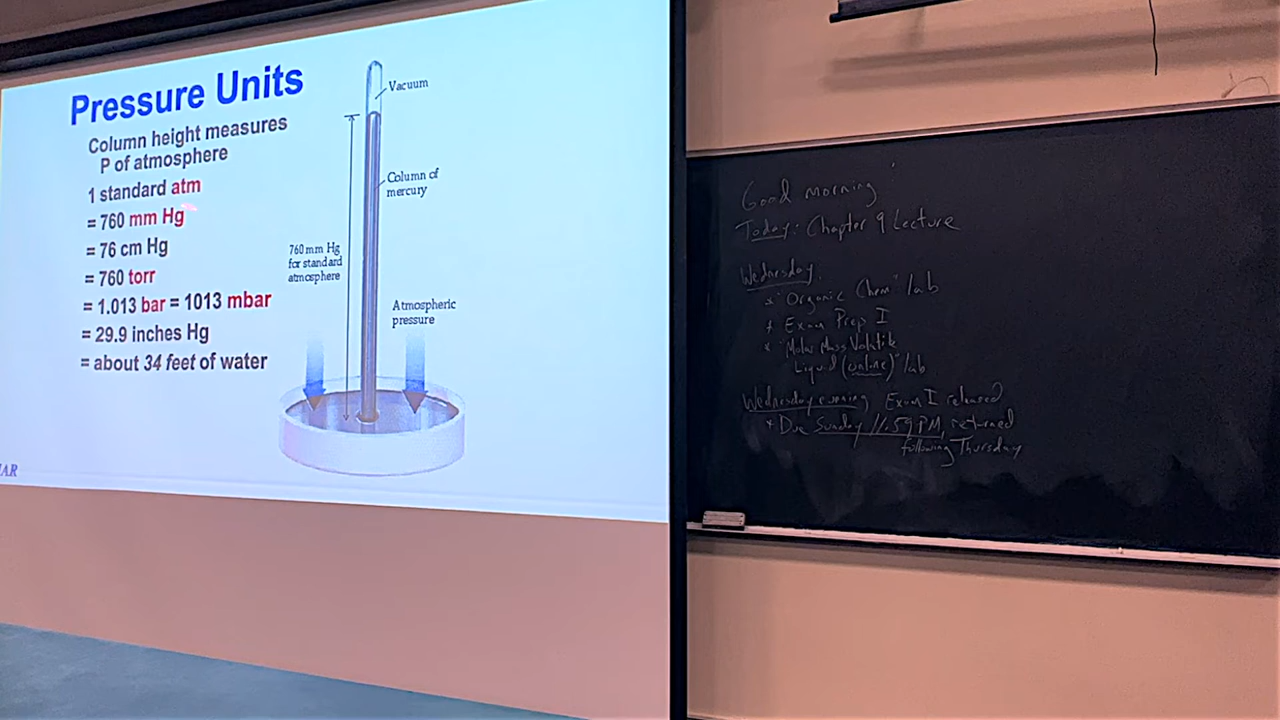 Pressure Units
Column height measures
P of atmosphere
1 standard atm
= 760 mm Hg
= 76 cm Hg
= 760 torr
= 1.013 bar = 1013 mbar
= 29.9 inches Hg
= about 34 feet of water
Vacuum
Column of
mercury
760 mm Hg
for standard
atmosphere
Atmospheric
pressure
IAR
Good morning
Today: Chapter 9 Lecture
Wednesday:
* "Organic Chem" lab
* Exam Prep I
* "Molar Mass Volatile
Liquid (online)" lab
Wednesday evening Exam I released
* Due Sunday 11:59 PM, returned
following Thursday